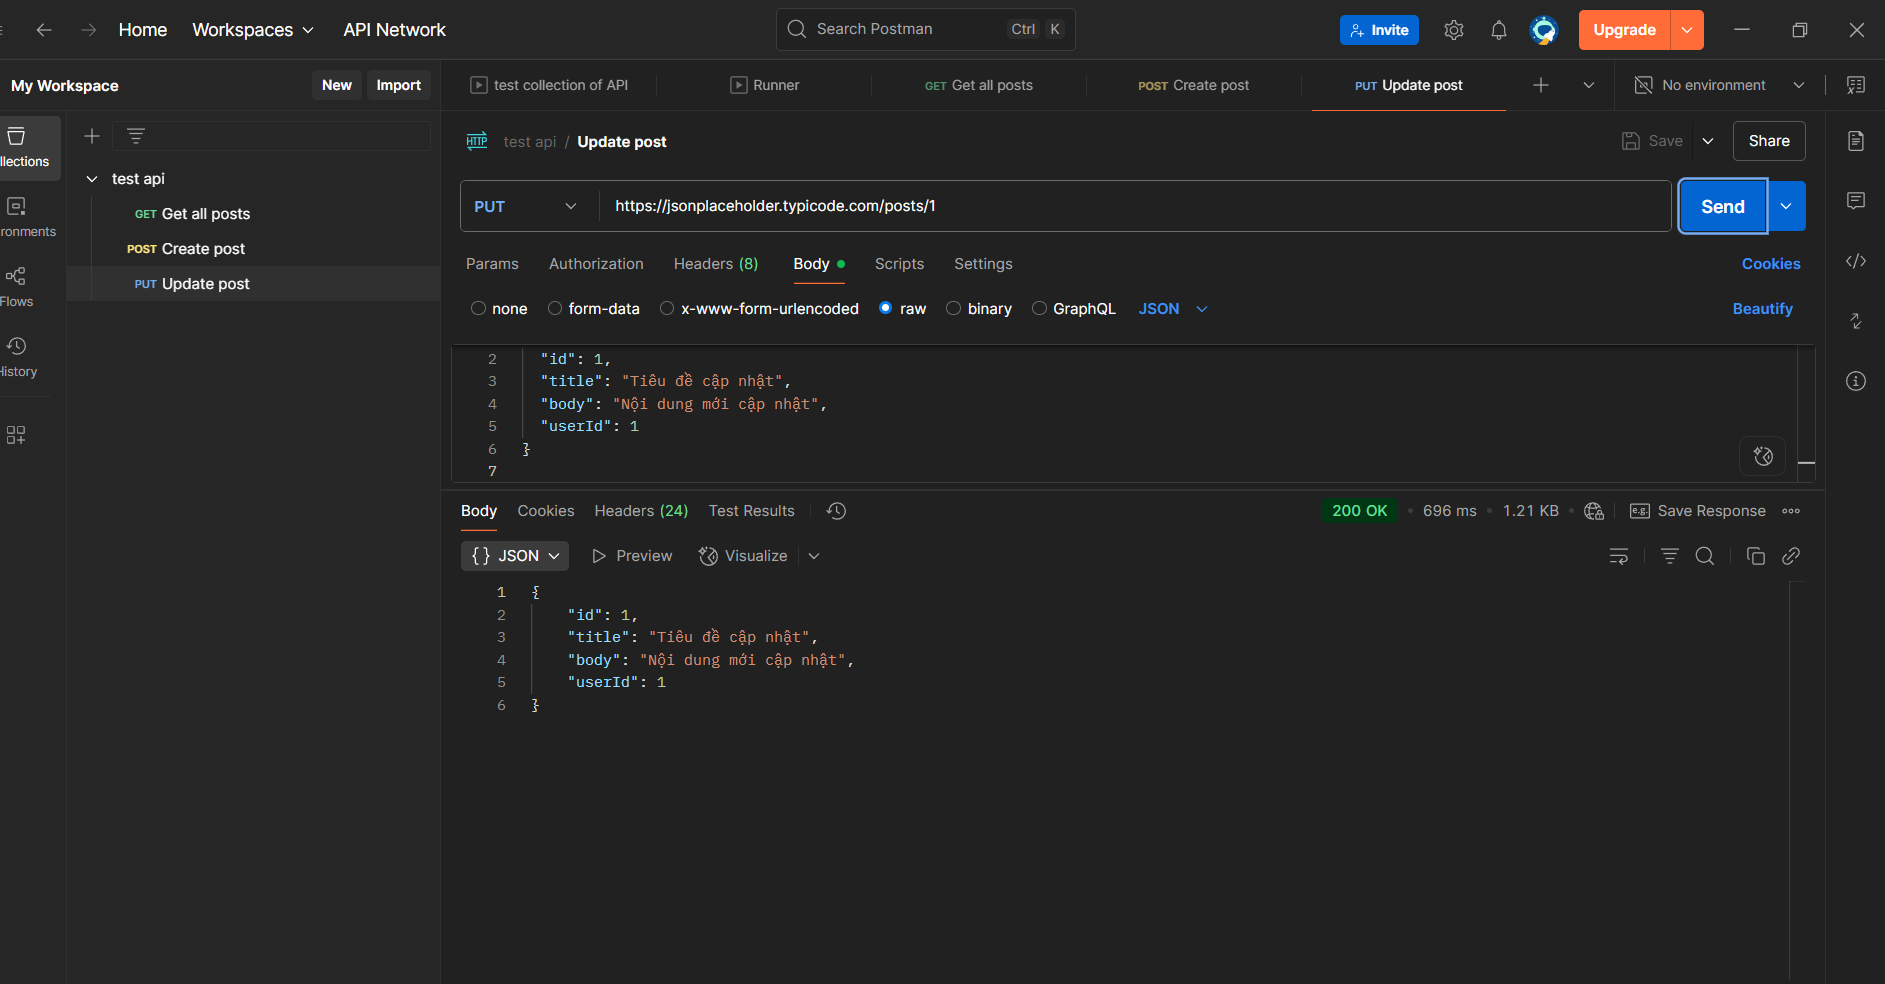 Home Workspaces API Network Search Postman Ctrl K Invite Upgrade
My Workspace New Import
test collection of API Runner GET Get all posts POST Create post PUT Update post No environment
llections
ronments
Flows
History
test api
GET Get all posts
POST Create post
PUT Update post
HTTP test api / Update post Save Share
PUT https://jsonplaceholder.typicode.com/posts/1 Send
Params Authorization Headers (8) Body Scripts Settings Cookies
none form-data x-www-form-urlencoded raw binary GraphQL JSON Beautify
2 "id": 1,
3 "title": "Tiêu đề cập nhật",
4 "body": "Nội dung mới cập nhật",
5 "userId": 1
6 }
7
Body Cookies Headers (24) Test Results 200 OK • 696 ms • 1.21 KB • e.g. Save Response
{} JSON Preview Visualize
1 {
2 "id": 1,
3 "title": "Tiêu đề cập nhật",
4 "body": "Nội dung mới cập nhật",
5 "userId": 1
6 }